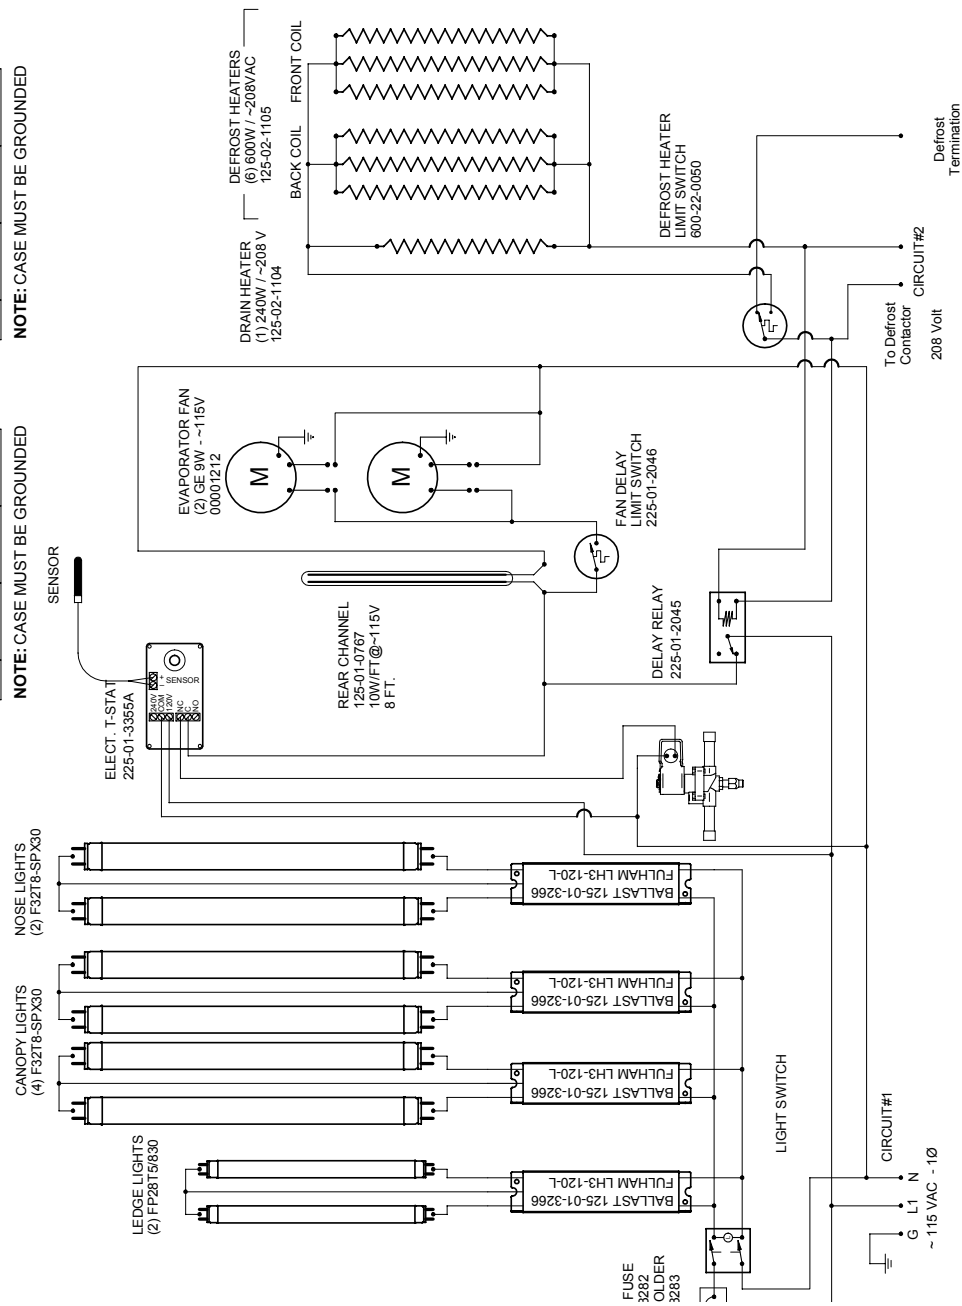 NOTE: CASE MUST BE GROUNDED
NOTE: CASE MUST BE GROUNDED
DEFROST HEATERS
(6) 600W / ~208VAC
125-02-1105
BACK COIL
FRONT COIL
DRAIN HEATER
(1) 240W / ~208 V
125-02-1104
DEFROST HEATER
LIMIT SWITCH
600-22-0050
Defrost
Termination
CIRCUIT#2
To Defrost
Contactor
208 Volt
EVAPORATOR FAN
(2) GE 9W - ~115V
00001212
M
M
FAN DELAY
LIMIT SWITCH
225-01-2046
SENSOR
REAR CHANNEL
125-01-0767
10W/FT@~115V
8 FT.
DELAY RELAY
225-01-2045
ELECT. T-STAT
225-01-3355A
240V
COM
120V
NC
C
NO
+
–
SENSOR
NOSE LIGHTS
(2) F32T8-SPX30
BALLAST 125-01-3266
FULHAM LH3-120-L
CANOPY LIGHTS
(4) F32T8-SPX30
BALLAST 125-01-3266
FULHAM LH3-120-L
BALLAST 125-01-3266
FULHAM LH3-120-L
LEDGE LIGHTS
(2) FP28T5/830
BALLAST 125-01-3266
FULHAM LH3-120-L
LIGHT SWITCH
CIRCUIT#1
G
L1
N
~ 115 VAC - 1Ø
FUSE
3282
OLDER
3283